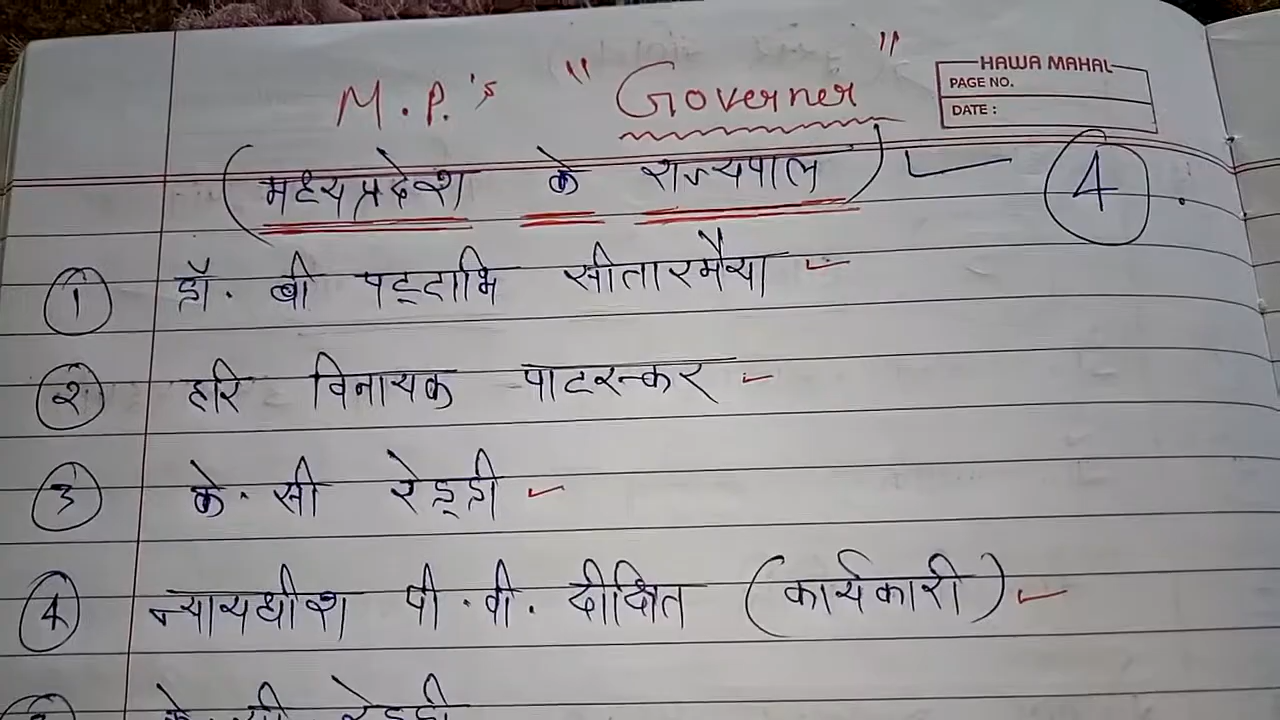 M.P.'s "Governer"
HAWA MAHAL
PAGE NO.
DATE :
(मध्यप्रदेश के राज्यपाल) 4.
1 डॉ. बी पट्टाभि सीतारमैया
२ हरि विनायक पाटस्कर
3 के. सी रेड्डी
4 न्यायधीश पी. वी. दीक्षित (कार्यकारी)
के. सी रेड्डी